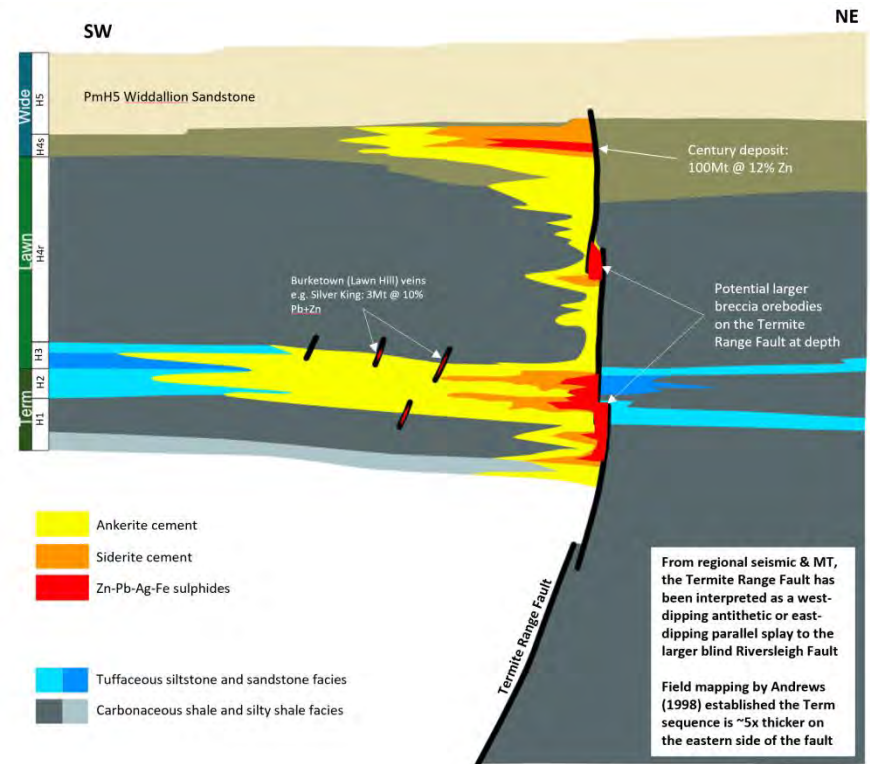 SW
NE
Wide
H5
H4s
Lawn
H4r
H3
Term
H2
H1
PmH5 Widdallion Sandstone
Century deposit:
100Mt @ 12% Zn
Burketown (Lawn Hill) veins
e.g. Silver King: 3Mt @ 10%
Pb+Zn
Potential larger
breccia orebodies
on the Termite
Range Fault at depth
Ankerite cement
Siderite cement
Zn-Pb-Ag-Fe sulphides
Tuffaceous siltstone and sandstone facies
Carbonaceous shale and silty shale facies
Termite Range Fault
From regional seismic & MT,
the Termite Range Fault has
been interpreted as a west-
dipping antithetic or east-
dipping parallel splay to the
larger blind Riversleigh Fault
Field mapping by Andrews
(1998) established the Term
sequence is ~5x thicker on
the eastern side of the fault